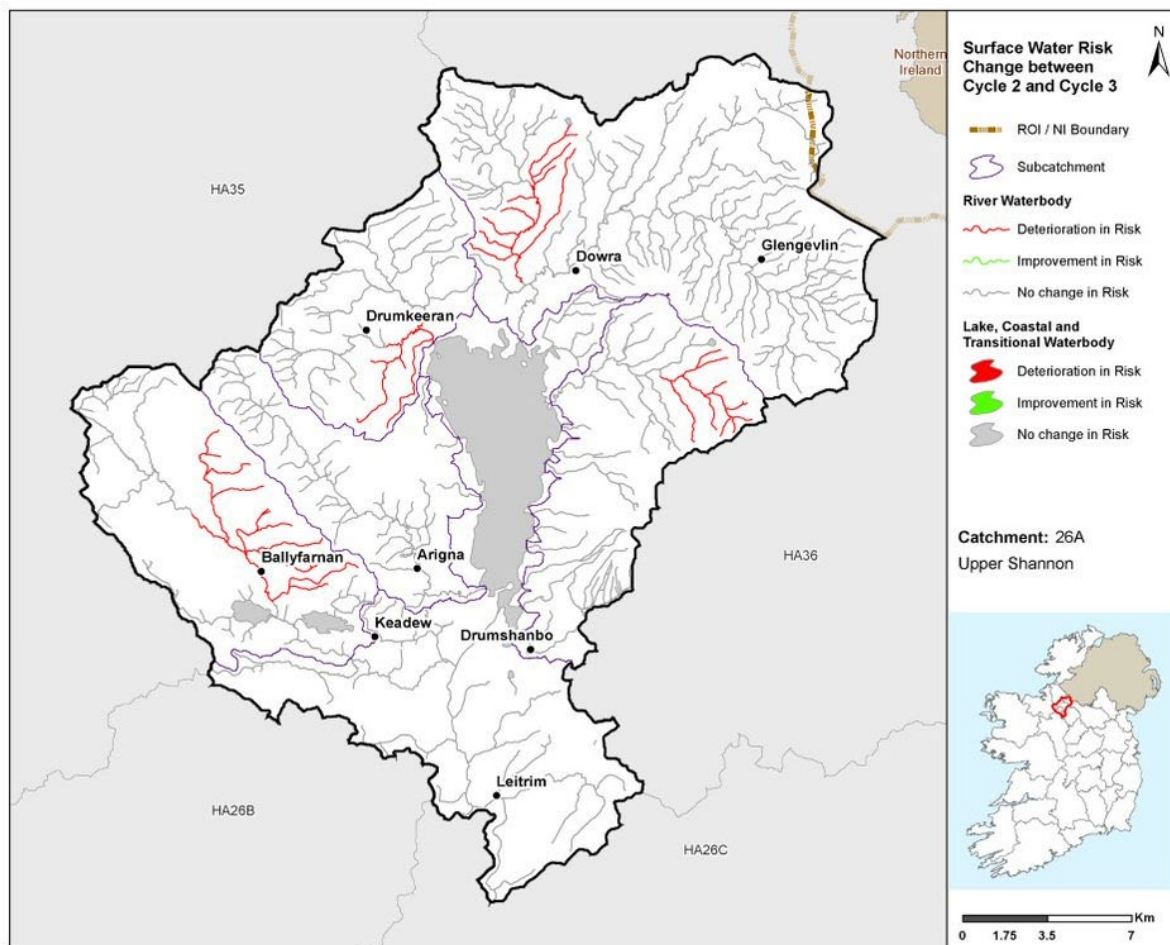 HA35
Northern
Ireland
Glengevlin
Dowra
Drumkeeran
Ballyfarnan
Arigna
HA36
Keadew
Drumshanbo
Leitrim
HA26B
HA26C
Surface Water Risk
Change between
Cycle 2 and Cycle 3
N
ROI / NI Boundary
Subcatchment
River Waterbody
Deterioration in Risk
Improvement in Risk
No change in Risk
Lake, Coastal and
Transitional Waterbody
Deterioration in Risk
Improvement in Risk
No change in Risk
Catchment: 26A
Upper Shannon
Km
0 1.75 3.5 7